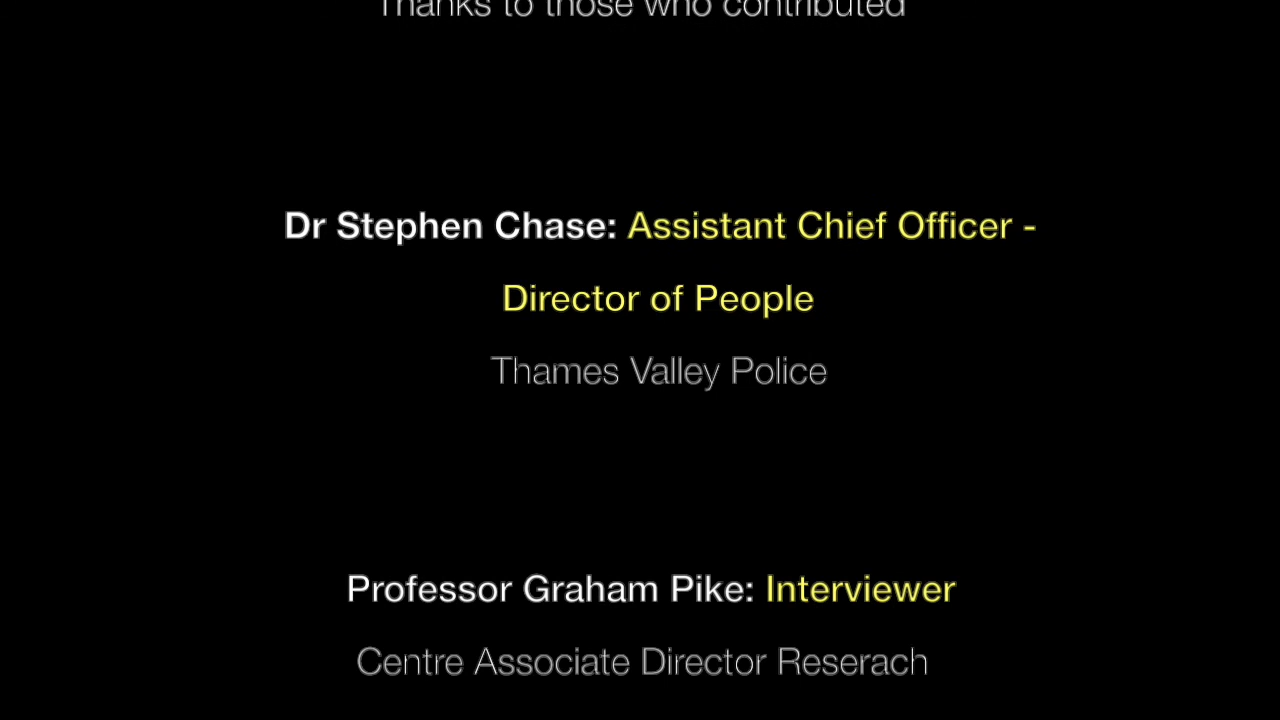 Thanks to those who contributed
Dr Stephen Chase: Assistant Chief Officer -
Director of People
Thames Valley Police
Professor Graham Pike: Interviewer
Centre Associate Director Reserach